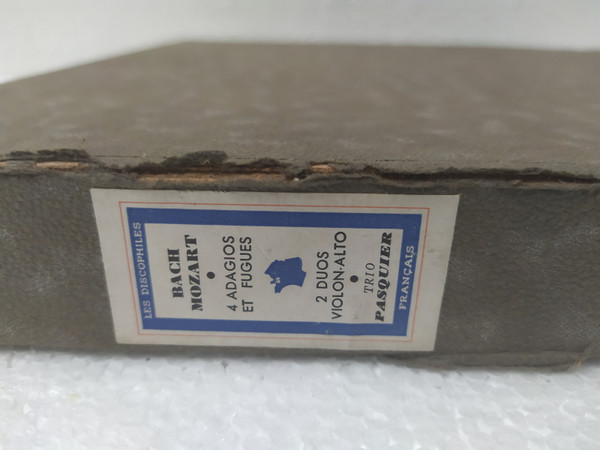 LES DISCOPHILES
BACH
MOZART
•
4 ADAGIOS
ET FUGUES
2 DUOS
VIOLON-ALTO
•
TRIO
PASQUIER
FRANÇAIS